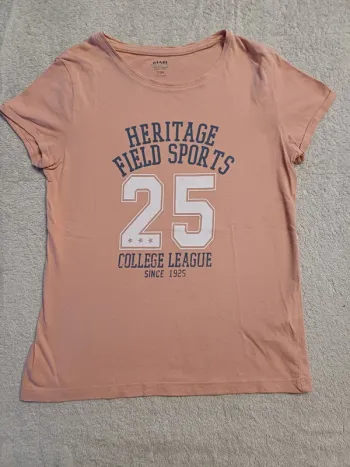 HERITAGE
FIELD SPORTS
25
***
COLLEGE LEAGUE
SINCE 1925